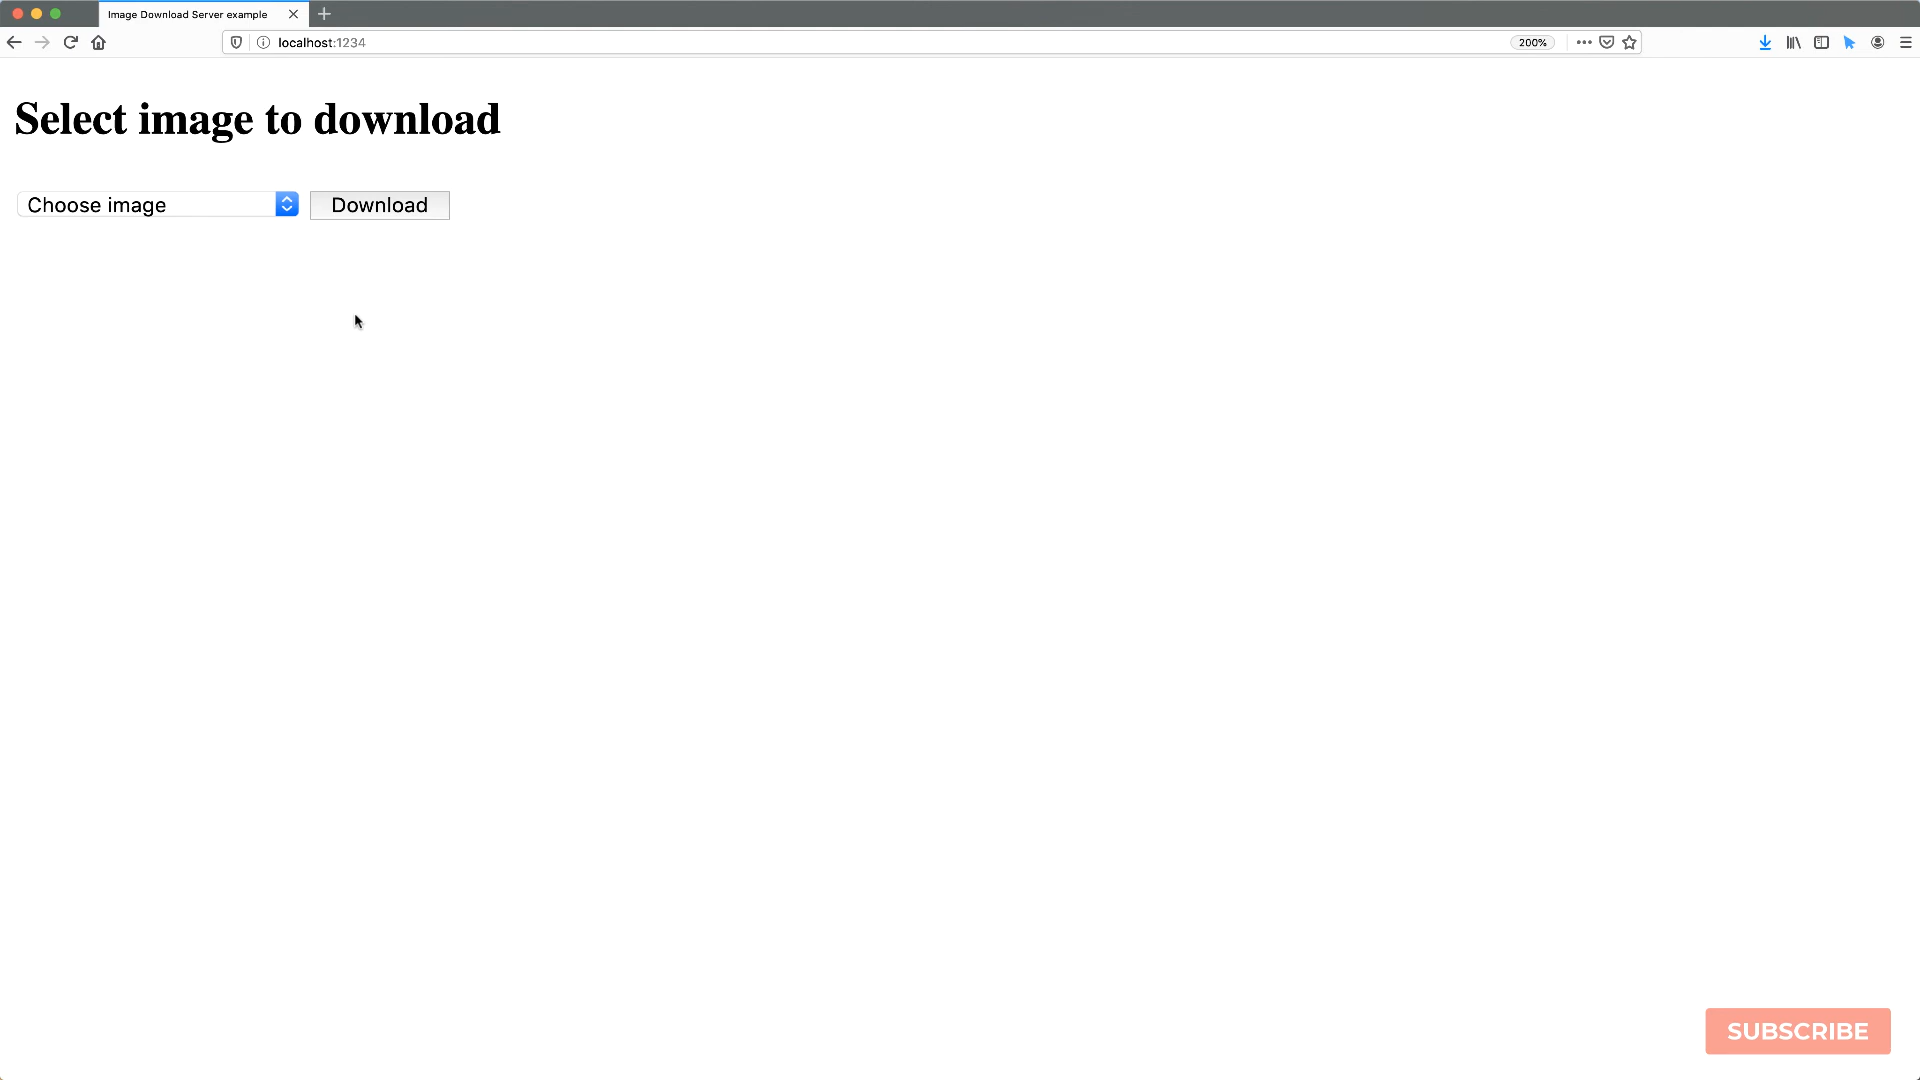 Image Download Server example
localhost:1234
200%
Select image to download
Choose image
Download
SUBSCRIBE